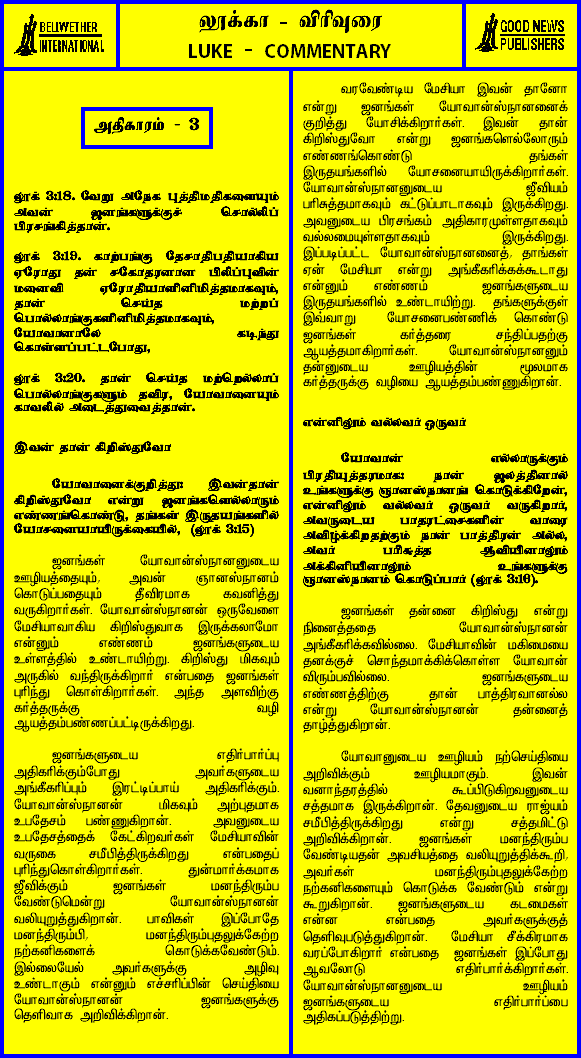 BELLWETHER
INTERNATIONAL
லூக்கா - விரிவுரை
LUKE - COMMENTARY
GOOD NEWS
PUBLISHERS
அதிகாரம் - 3
லூக் 3:18. வேறு அநேக புத்திமதிகளையும்
அவன் ஜனங்களுக்குச் சொல்லிப்
பிரசங்கித்தான்.
லூக் 3:19. காற்பங்கு தேசாதிபதியாகிய
ஏரோது தன் சகோதரனான பிலிப்புவின்
மனைவி ஏரோதியாளினிமித்தமாகவும்,
தான் செய்த மற்றப்
பொல்லாங்குகளினிமித்தமாகவும்,
யோவானாலே கடிந்து
கொள்ளப்பட்டபோது,
லூக் 3:20. தான் செய்த மற்றெல்லாப்
பொல்லாங்குகளும் தவிர, யோவானையும்
காவலில் அடைத்துவைத்தான்.
இவன் தான் கிறிஸ்துவோ
யோவானைக்குறித்து: இவன்தான்
கிறிஸ்துவோ என்று ஜனங்களெல்லாரும்
எண்ணங்கொண்டு, தங்கள் இருதயங்களில்
யோசனையாயிருக்கையில், (லூக் 3:15)
ஜனங்கள் யோவான்ஸ்நானனுடைய
ஊழியத்தையும், அவன் ஞானஸ்நானம்
கொடுப்பதையும் தீவிரமாக கவனித்து
வருகிறார்கள். யோவான்ஸ்நானன் ஒருவேளை
மேசியாவாகிய கிறிஸ்துவாக இருக்கலாமோ
என்னும் எண்ணம் ஜனங்களுடைய
உள்ளத்தில் உண்டாயிற்று. கிறிஸ்து மிகவும்
அருகில் வந்திருக்கிறார் என்பதை ஜனங்கள்
புரிந்து கொள்கிறார்கள். அந்த அளவிற்கு
கர்த்தருக்கு வழி
ஆயத்தம்பண்ணப்பட்டிருக்கிறது.
ஜனங்களுடைய எதிர்பார்ப்பு
அதிகரிக்கும்போது அவர்களுடைய
அங்கீகரிப்பும் இரட்டிப்பாய் அதிகரிக்கும்.
யோவான்ஸ்நானன் மிகவும் அற்புதமாக
உபதேசம் பண்ணுகிறான். அவனுடைய
உபதேசத்தைக் கேட்கிறவர்கள் மேசியாவின்
வருகை சமீபித்திருக்கிறது என்பதைப்
புரிந்துகொள்கிறார்கள். துன்மார்க்கமாக
ஜீவிக்கும் ஜனங்கள் மனந்திரும்ப
வேண்டுமென்று யோவான்ஸ்நானன்
வலியுறுத்துகிறான். பாவிகள் இப்போதே
மனந்திரும்பி, மனந்திரும்புதலுக்கேற்ற
நற்கனிகளைக் கொடுக்கவேண்டும்.
இல்லையேல் அவர்களுக்கு அழிவு
உண்டாகும் என்னும் எச்சரிப்பின் செய்தியை
யோவான்ஸ்நானன் ஜனங்களுக்கு
தெளிவாக அறிவிக்கிறான்.
வரவேண்டிய மேசியா இவன் தானோ
என்று ஜனங்கள் யோவான்ஸ்நானனைக்
குறித்து யோசிக்கிறார்கள். இவன் தான்
கிறிஸ்துவோ என்று ஜனங்களெல்லோரும்
எண்ணங்கொண்டு தங்கள்
இருதயங்களில் யோசனையாயிருக்கிறார்கள்.
யோவான்ஸ்நானனுடைய ஜீவியம்
பரிசுத்தமாகவும் கட்டுப்பாடாகவும் இருக்கிறது.
அவனுடைய பிரசங்கம் அதிகாரமுள்ளதாகவும்
வல்லமையுள்ளதாகவும் இருக்கிறது.
இப்படிப்பட்ட யோவான்ஸ்நானனைத், தாங்கள்
ஏன் மேசியா என்று அங்கீகரிக்கக்கூடாது
என்னும் எண்ணம் ஜனங்களுடைய
இருதயங்களில் உண்டாயிற்று. தங்களுக்குள்
இவ்வாறு யோசனைபண்ணிக் கொண்டு
ஜனங்கள் கர்த்தரை சந்திப்பதற்கு
ஆயத்தமாகிறார்கள். யோவான்ஸ்நானனும்
தன்னுடைய ஊழியத்தின் மூலமாக
கர்த்தருக்கு வழியை ஆயத்தம்பண்ணுகிறான்.
என்னிலும் வல்லவர் ஒருவர்
யோவான் எல்லாருக்கும்
பிரதியுத்தரமாக: நான் ஜலத்தினால்
உங்களுக்கு ஞானஸ்நானங் கொடுக்கிறேன்,
என்னிலும் வல்லவர் ஒருவர் வருகிறார்,
அவருடைய பாதரட்சைகளின் வாரை
அவிழ்க்கிறதற்கும் நான் பாத்திரன் அல்ல,
அவர் பரிசுத்த ஆவியினாலும்
அக்கினியினாலும் உங்களுக்கு
ஞானஸ்நானம் கொடுப்பார் (லூக் 3:16).
ஜனங்கள் தன்னை கிறிஸ்து என்று
நினைத்ததை யோவான்ஸ்நானன்
அங்கீகரிக்கவில்லை. மேசியாவின் மகிமையை
தனக்குச் சொந்தமாக்கிக்கொள்ள யோவான்
விரும்பவில்லை. ஜனங்களுடைய
எண்ணத்திற்கு தான் பாத்திரவானல்ல
என்று யோவான்ஸ்நானன் தன்னைத்
தாழ்த்துகிறான்.
யோவானுடைய ஊழியம் நற்செய்தியை
அறிவிக்கும் ஊழியமாகும். இவன்
வனாந்தரத்தில் கூப்பிடுகிறவனுடைய
சத்தமாக இருக்கிறான். தேவனுடைய ராஜ்யம்
சமீபித்திருக்கிறது என்று சத்தமிட்டு
அறிவிக்கிறான். ஜனங்கள் மனந்திரும்ப
வேண்டியதன் அவசியத்தை வலியுறுத்திக்கூறி,
அவர்கள் மனந்திரும்புதலுக்கேற்ற
நற்கனிகளையும் கொடுக்க வேண்டும் என்று
கூறுகிறான். ஜனங்களுடைய கடமைகள்
என்ன என்பதை அவர்களுக்குத்
தெளிவுபடுத்துகிறான். மேசியா சீக்கிரமாக
வரப்போகிறார் என்பதை ஜனங்கள் இப்போது
ஆவலோடு எதிர்பார்க்கிறார்கள்.
யோவான்ஸ்நானனுடைய ஊழியம்
ஜனங்களுடைய எதிர்பார்ப்பை
அதிகப்படுத்திற்று.